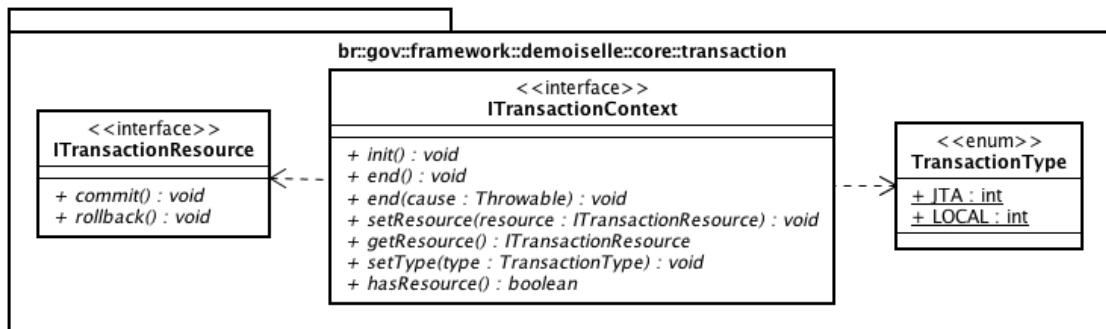 br::gov::framework::demoiselle::core::transaction
<<interface>>
ITransactionResource
+ commit() : void
+ rollback() : void
<<interface>>
ITransactionContext
+ init() : void
+ end() : void
+ end(cause : Throwable) : void
+ setResource(resource : ITransactionResource) : void
+ getResource() : ITransactionResource
+ setType(type : TransactionType) : void
+ hasResource() : boolean
<<enum>>
TransactionType
+ JTA : int
+ LOCAL : int